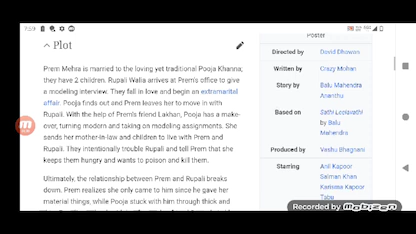 7:59
Plot
Prem Mehra is married to the loving yet traditional Pooja Khanna;
they have 2 children. Rupali Walia arrives at Prem's office to give
a modeling interview. They fall in love and begin an extramarital
affair. Pooja finds out and Prem leaves her to move in with
Rupali. With the help of Prem's friend Lakhan, Pooja has a make-
over, turning modern and taking on modeling assignments. She
sends her mother-in-law and children to live with Prem and
Rupali. They intentionally trouble Rupali and tell Prem that she
keeps them hungry and wants to poison and kill them.
Ultimately, the relationship between Prem and Rupali breaks
down. Prem realizes she only came to him since he gave her
material things, while Pooja stuck with him through thick and
Poster
Directed by David Dhawan
Written by Crazy Mohan
Story by Balu Mahendra
Ananthu
Based on Sathi Leelavathi
by Balu
Mahendra
Produced by Vashu Bhagnani
Starring Anil Kapoor
Salman Khan
Karisma Kapoor
Tabu
Recorded by Mobizen